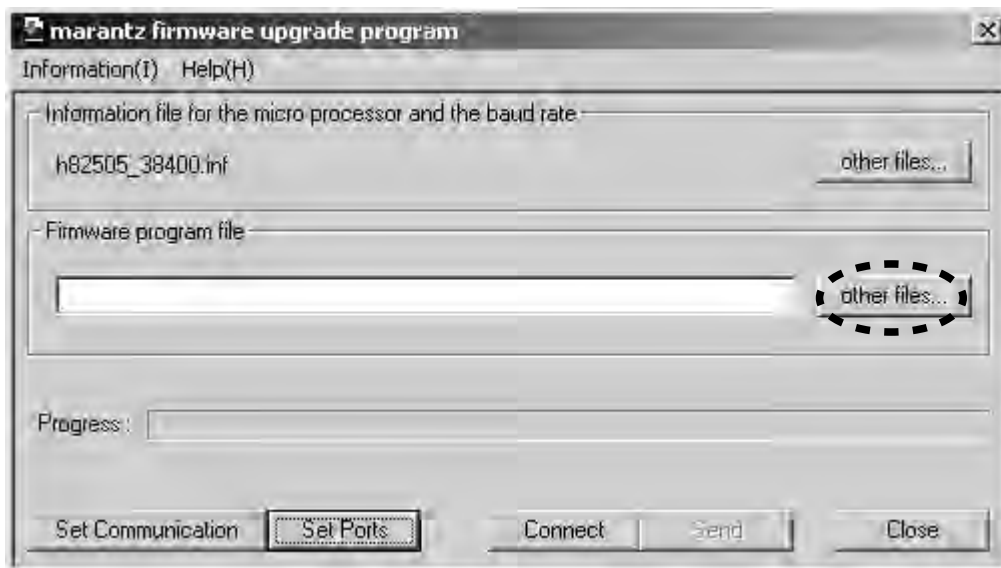 marantz firmware upgrade program
Information(I) Help(H)
Information file for the micro processor and the baud rate
h82505_38400.inf
other files...
Firmware program file
other files...
Progress :
Set Communication Set Ports Connect Send Close